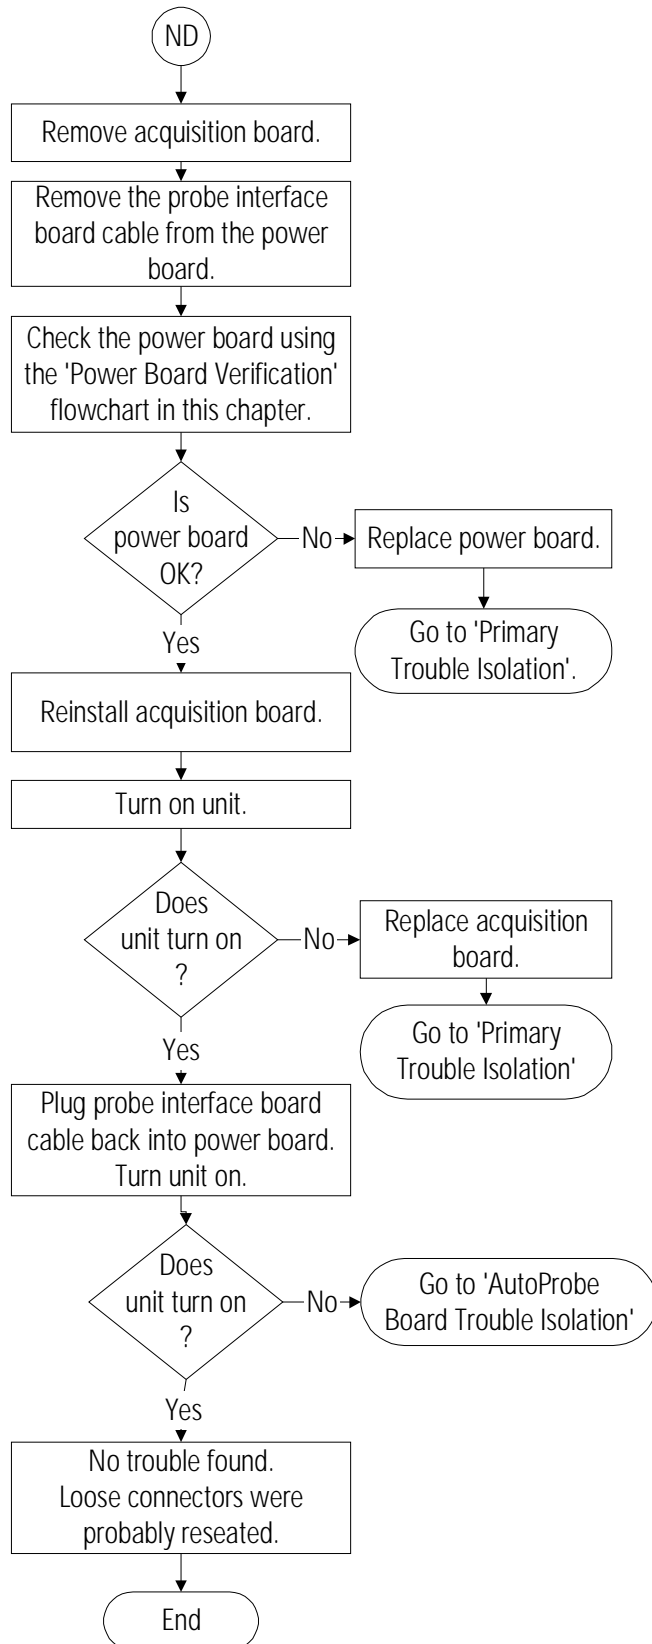 ND
Remove acquisition board.
Remove the probe interface
board cable from the power
board.
Check the power board using
the 'Power Board Verification'
flowchart in this chapter.
Is
power board
OK?
No
Replace power board.
Go to 'Primary
Trouble Isolation'.
Yes
Reinstall acquisition board.
Turn on unit.
Does
unit turn on
?
No
Replace acquisition
board.
Go to 'Primary
Trouble Isolation'
Yes
Plug probe interface board
cable back into power board.
Turn unit on.
Does
unit turn on
?
No
Go to 'AutoProbe
Board Trouble Isolation'
Yes
No trouble found.
Loose connectors were
probably reseated.
End